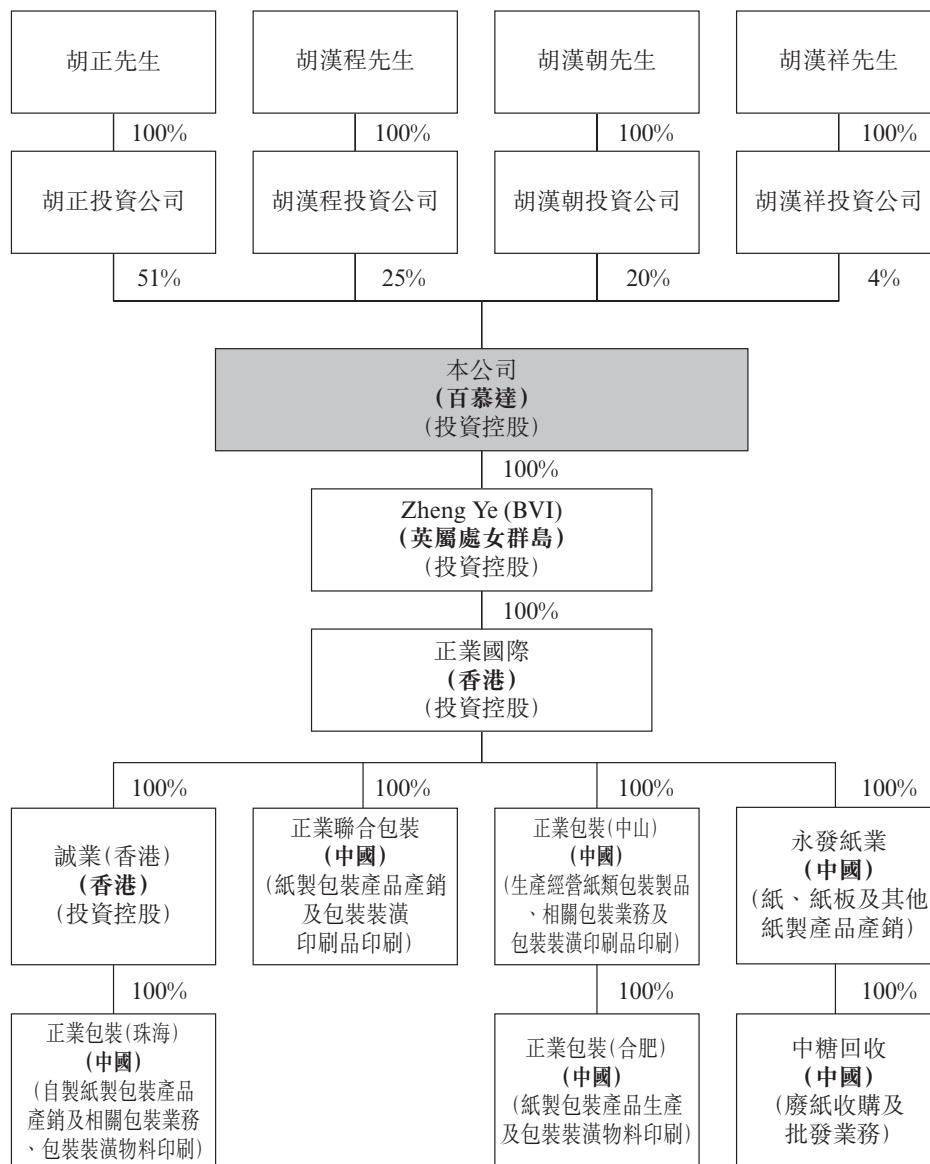 胡正先生
胡漢程先生
胡漢朝先生
胡漢祥先生
100%
100%
100%
100%
胡正投資公司
胡漢程投資公司
胡漢朝投資公司
胡漢祥投資公司
51%
25%
20%
4%
本公司
(百慕達)
(投資控股)
100%
Zheng Ye (BVI)
(英屬處女群島)
(投資控股)
100%
正業國際
(香港)
(投資控股)
100%
100%
100%
100%
誠業(香港)
(香港)
(投資控股)
正業聯合包裝
(中國)
(紙製包裝產品產銷
及包裝裝潢
印刷品印刷)
正業包裝(中山)
(中國)
(生產經營紙類包裝製品
、相關包裝業務及
包裝裝潢印刷品印刷)
永發紙業
(中國)
(紙、紙板及其他
紙製產品產銷)
100%
100%
100%
正業包裝(珠海)
(中國)
(自製紙製包裝產品
產銷及相關包裝業務
、包裝裝潢物料印刷)
正業包裝(合肥)
(中國)
(紙製包裝產品生產
及包裝裝潢物料印刷)
中糖回收
(中國)
(廢紙收購及
批發業務)